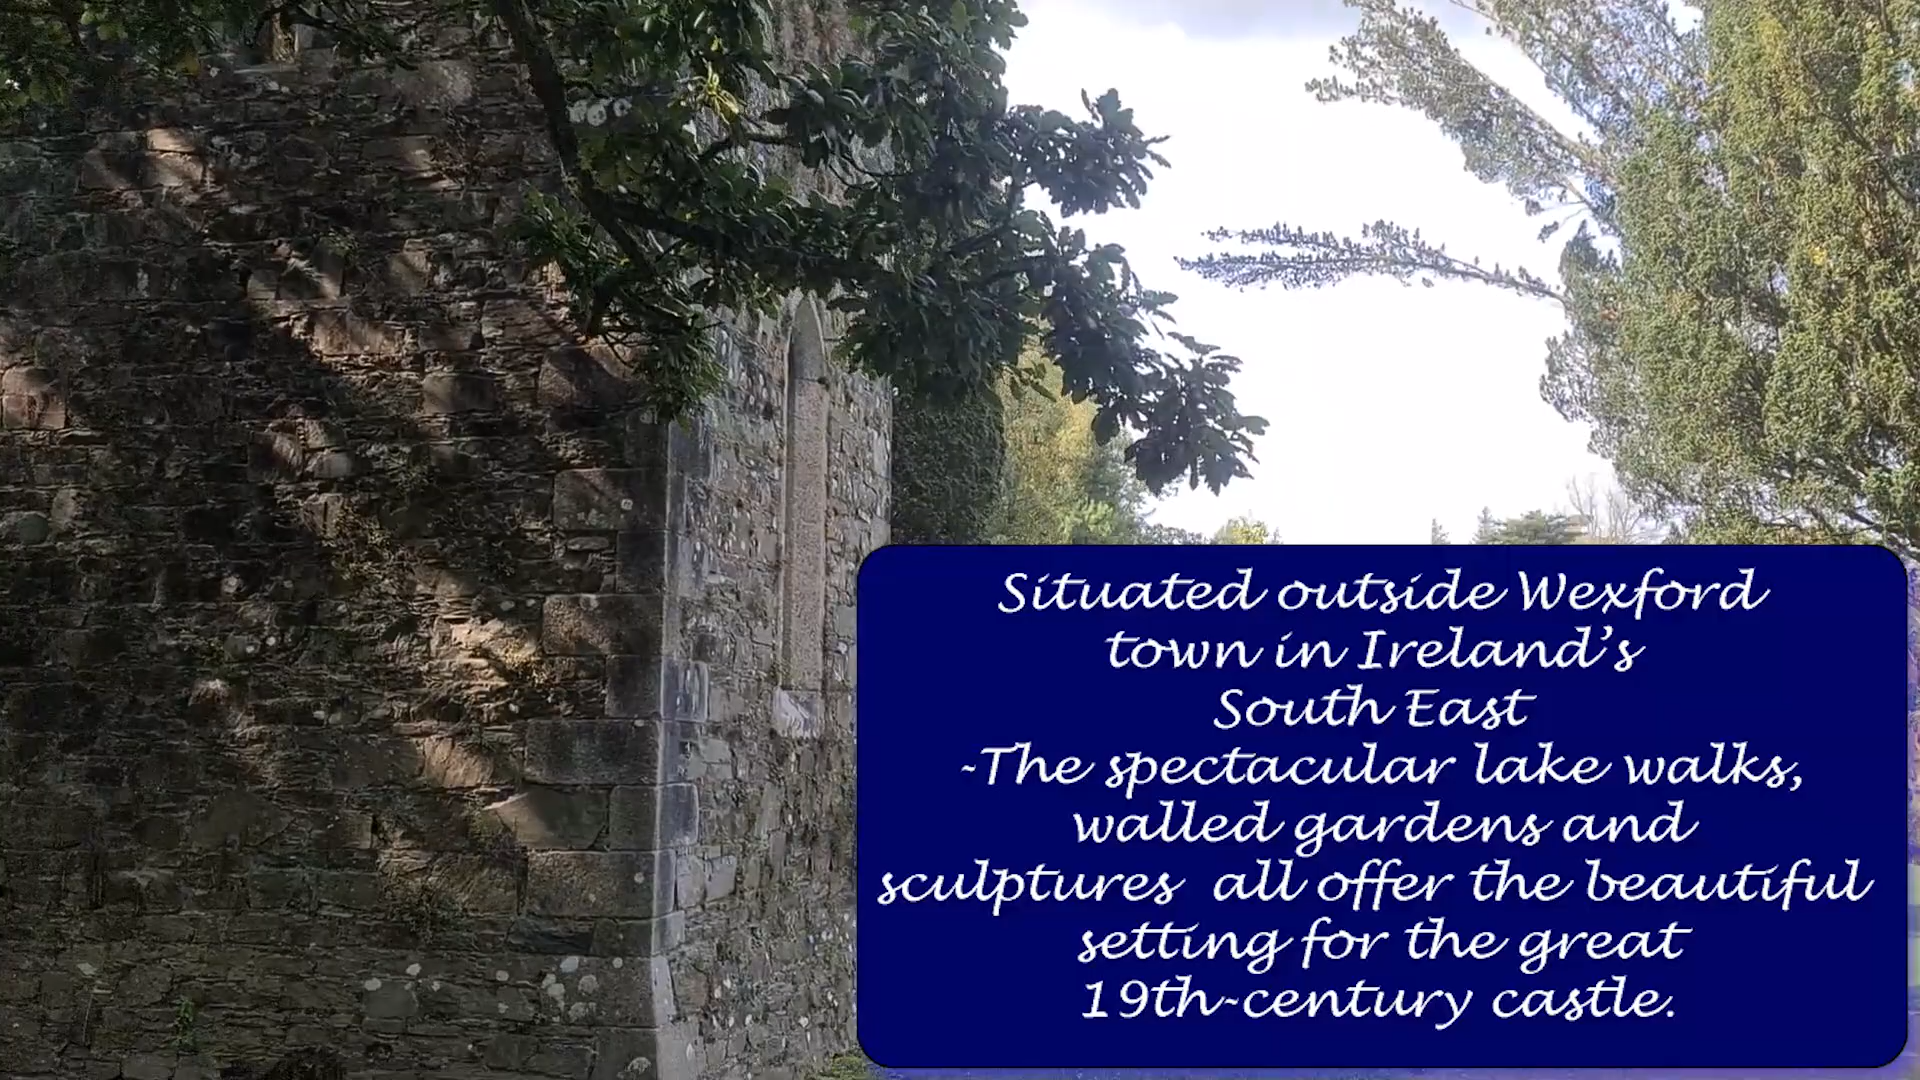 Situated outside Wexford
town in Ireland’s
South East
-The spectacular lake walks,
walled gardens and
sculptures  all offer the beautiful
setting for the great
19th-century castle.